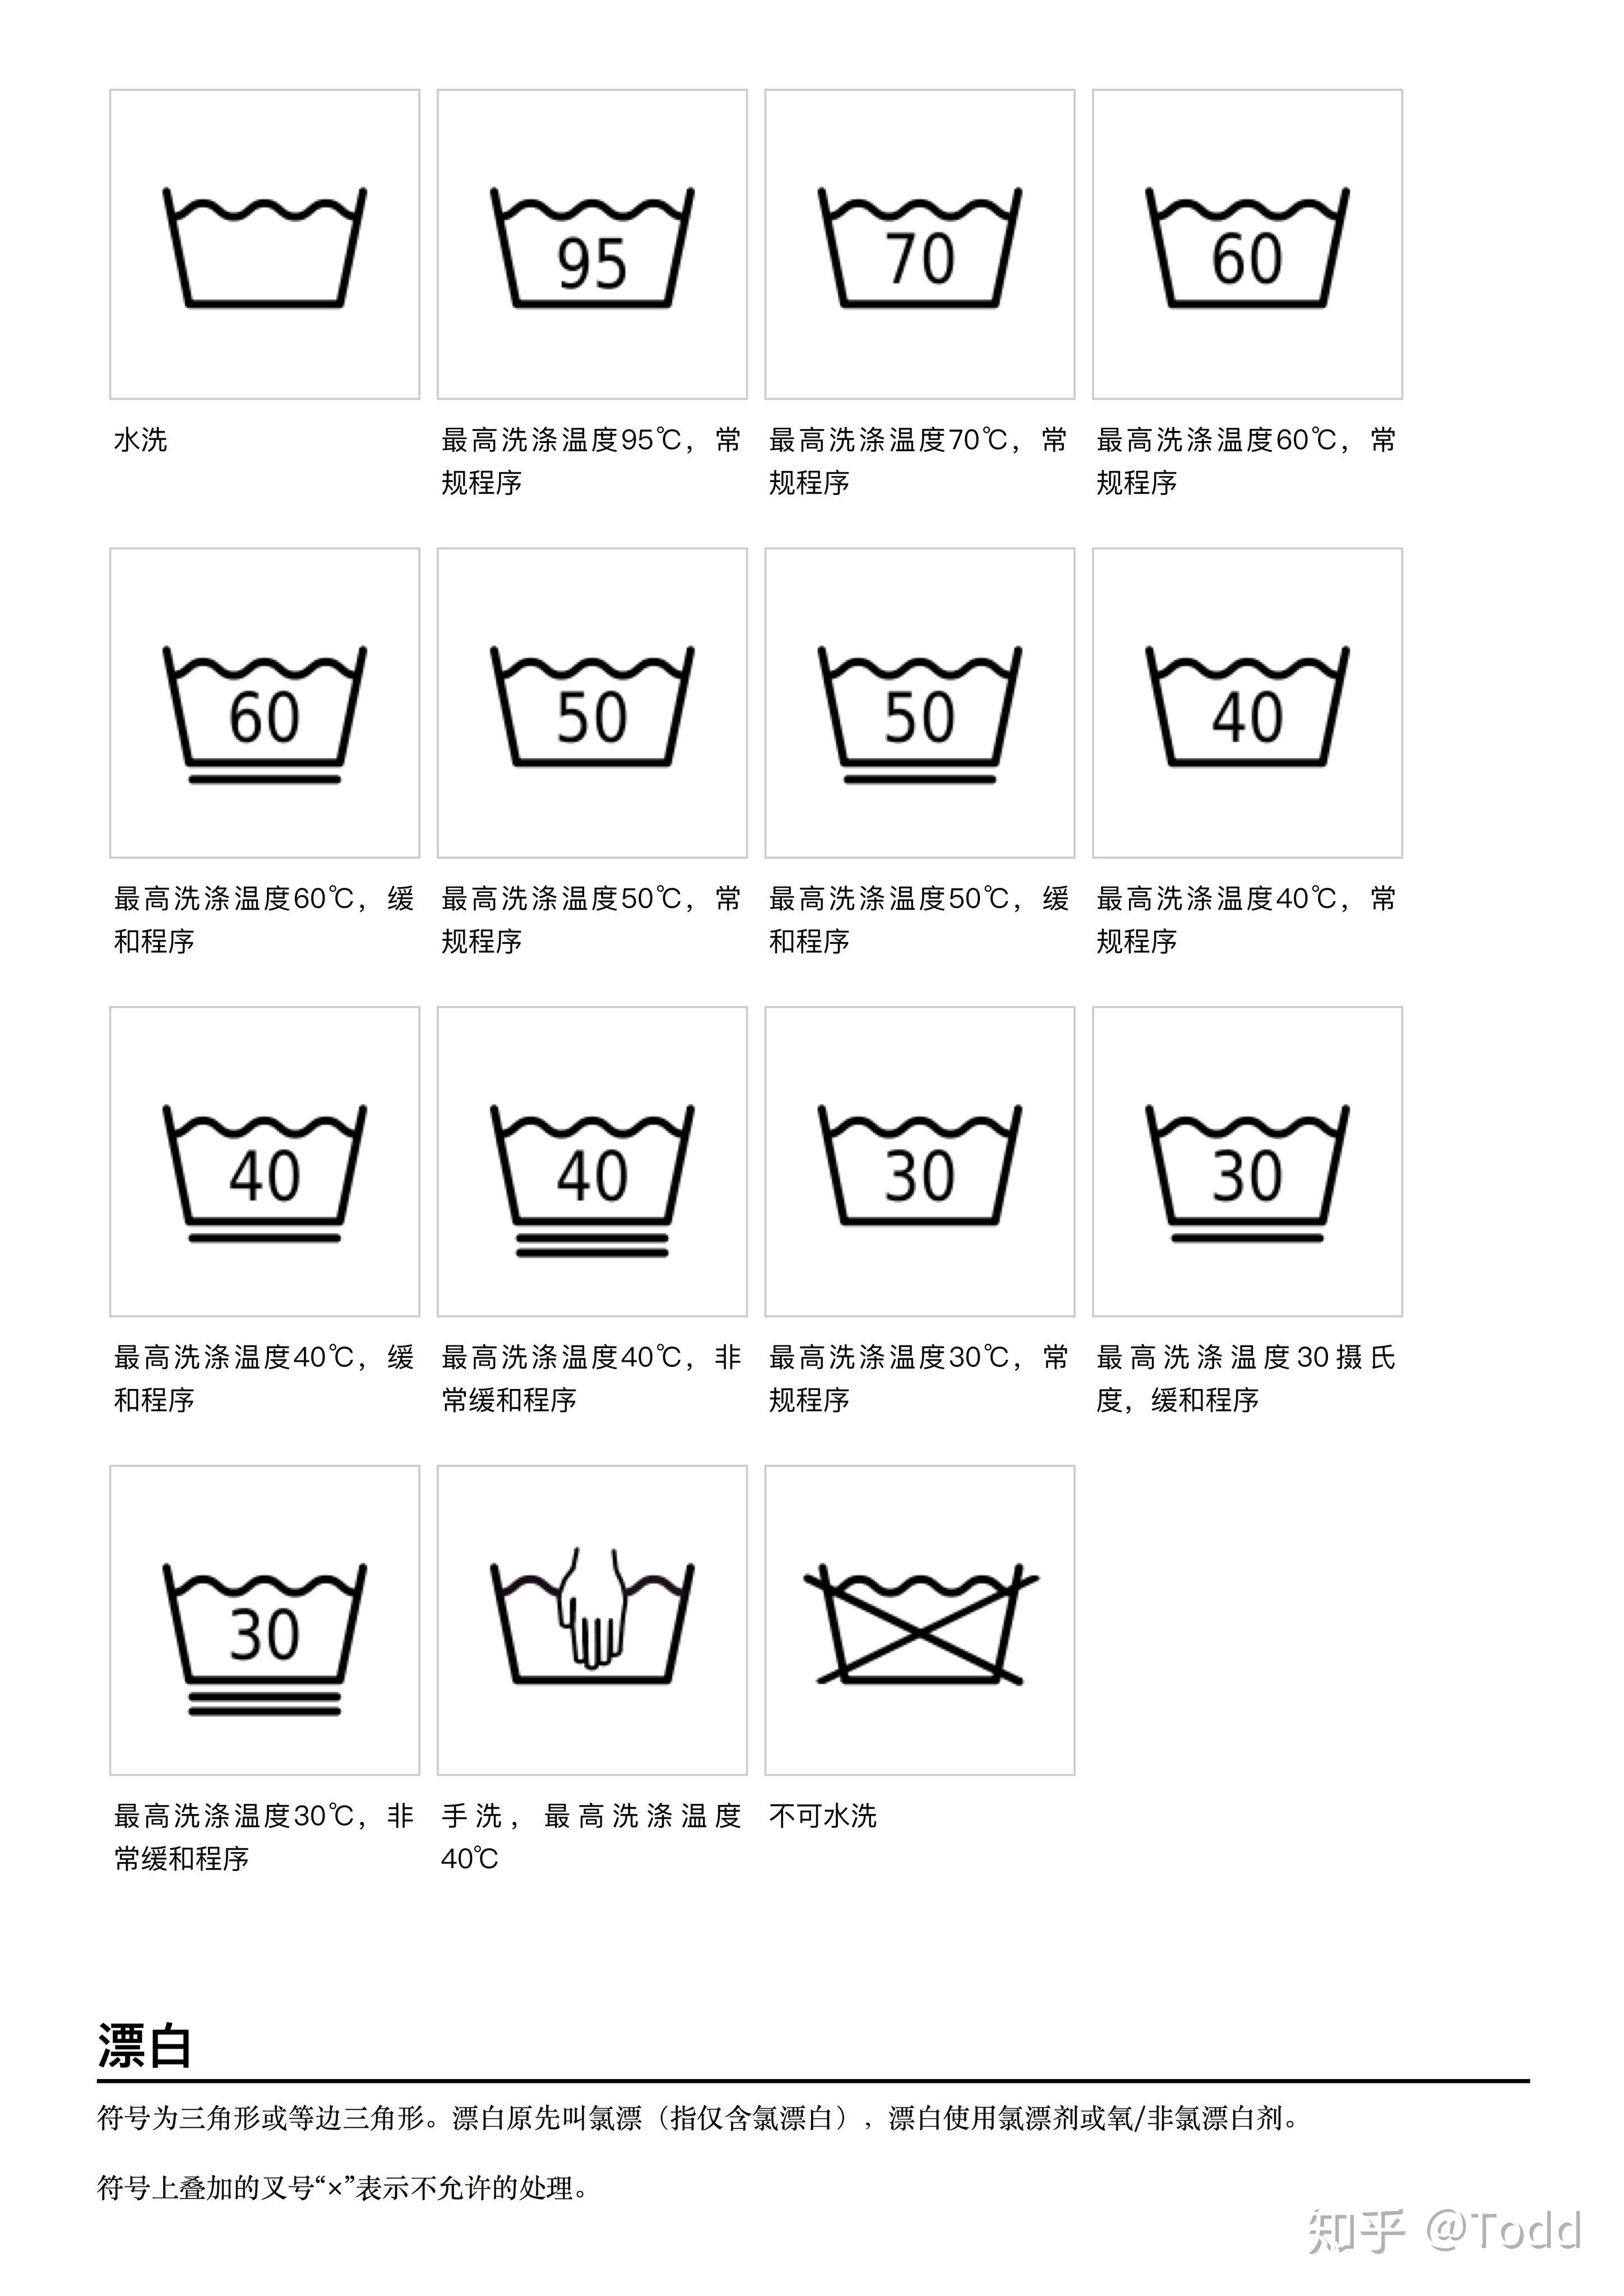 95
70
60
水洗
最高洗涤温度95℃，常
规程序
最高洗涤温度70℃，常
规程序
最高洗涤温度60℃，常
规程序
60
50
50
40
最高洗涤温度60℃，缓
和程序
最高洗涤温度50℃，常
规程序
最高洗涤温度50℃，缓
和程序
最高洗涤温度40℃，常
规程序
40
40
30
30
最高洗涤温度40℃，缓
和程序
最高洗涤温度40℃，非
常缓和程序
最高洗涤温度30℃，常
规程序
最高洗涤温度30摄氏
度，缓和程序
30
最高洗涤温度30℃，非
常缓和程序
手洗，最高洗涤温度
40℃
不可水洗
漂白
符号为三角形或等边三角形。漂白原先叫氯漂（指仅含氯漂白），漂白使用氯漂剂或氧/非氯漂白剂。
符号上叠加的叉号“×”表示不允许的处理。
知乎 @Todd